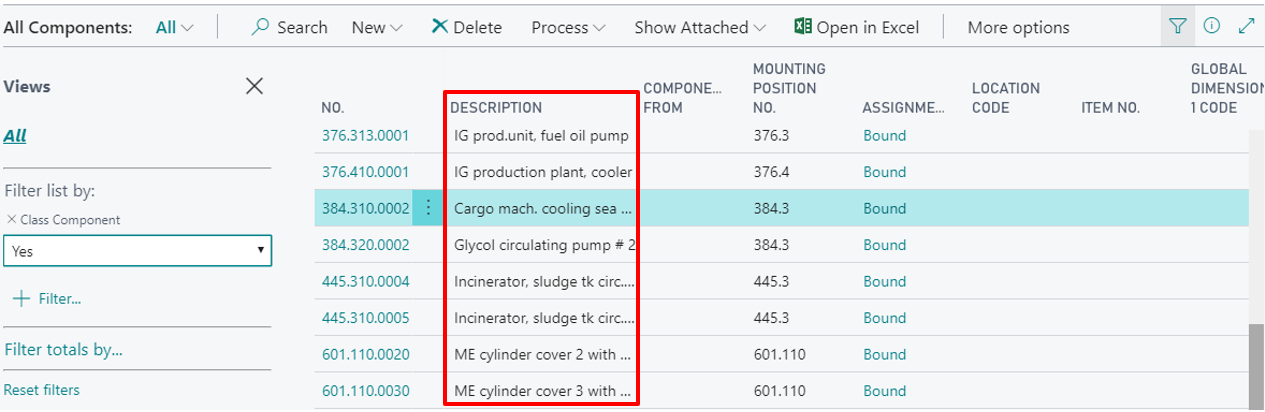 All Components: All Search New Delete Process Show Attached Open in Excel More options
Views
All
Filter list by:
× Class Component
Yes
+ Filter...
Filter totals by...
Reset filters
NO. DESCRIPTION COMPONE... FROM MOUNTING POSITION NO. ASSIGNME... LOCATION CODE ITEM NO. GLOBAL DIMENSION 1 CODE
376.313.0001 IG prod.unit, fuel oil pump 376.3 Bound
376.410.0001 IG production plant, cooler 376.4 Bound
384.310.0002 Cargo mach. cooling sea ... 384.3 Bound
384.320.0002 Glycol circulating pump # 2 384.3 Bound
445.310.0004 Incinerator, sludge tk circ.... 445.3 Bound
445.310.0005 Incinerator, sludge tk circ.... 445.3 Bound
601.110.0020 ME cylinder cover 2 with ... 601.110 Bound
601.110.0030 ME cylinder cover 3 with ... 601.110 Bound